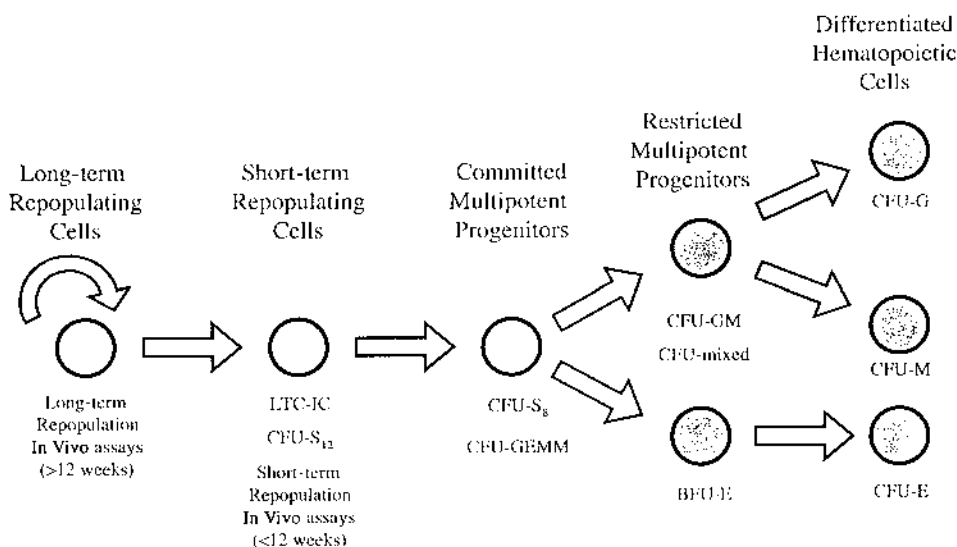 Long-term
Repopulating
Cells
Long-term
Repopulation
In Vivo assays
(>12 weeks)
Short-term
Repopulating
Cells
LTC-IC
CFU-S₁₂
Short-term
Repopulation
In Vivo assays
(<12 weeks)
Committed
Multipotent
Progenitors
CFU-S₈
CFU-GEMM
Restricted
Multipotent
Progenitors
CFU-GM
CFU-mixed
BFU-E
Differentiated
Hematopoietic
Cells
CFU-G
CFU-M
CFU-E